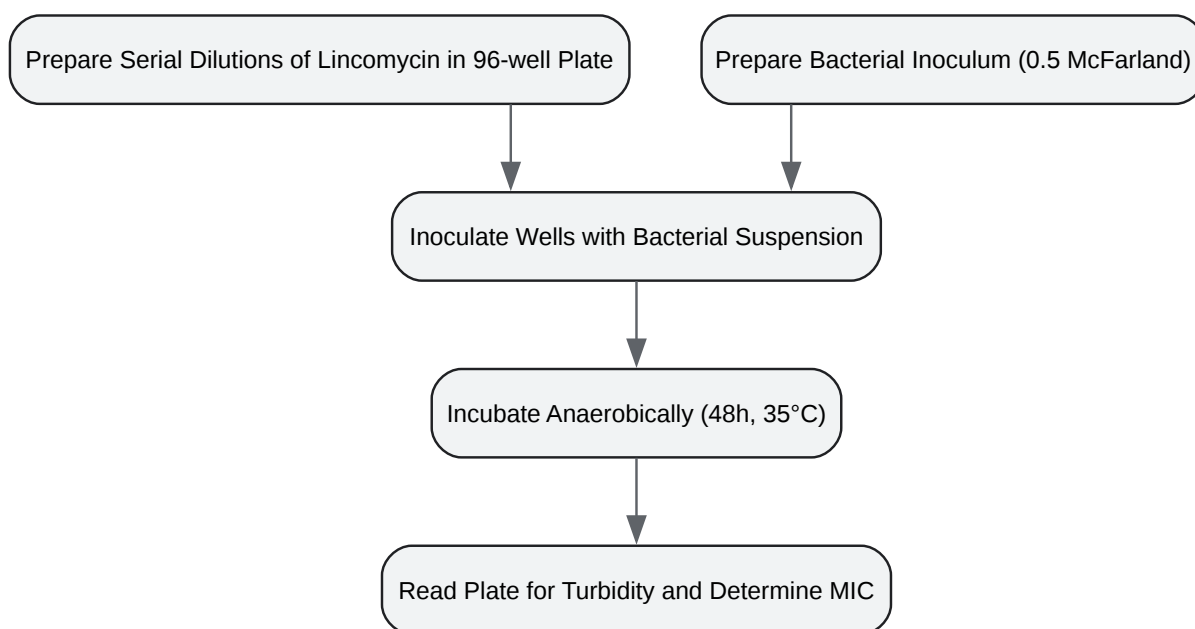 Prepare Serial Dilutions of Lincomycin in 96-well Plate
Prepare Bacterial Inoculum (0.5 McFarland)
Inoculate Wells with Bacterial Suspension
Incubate Anaerobically (48h, 35°C)
Read Plate for Turbidity and Determine MIC